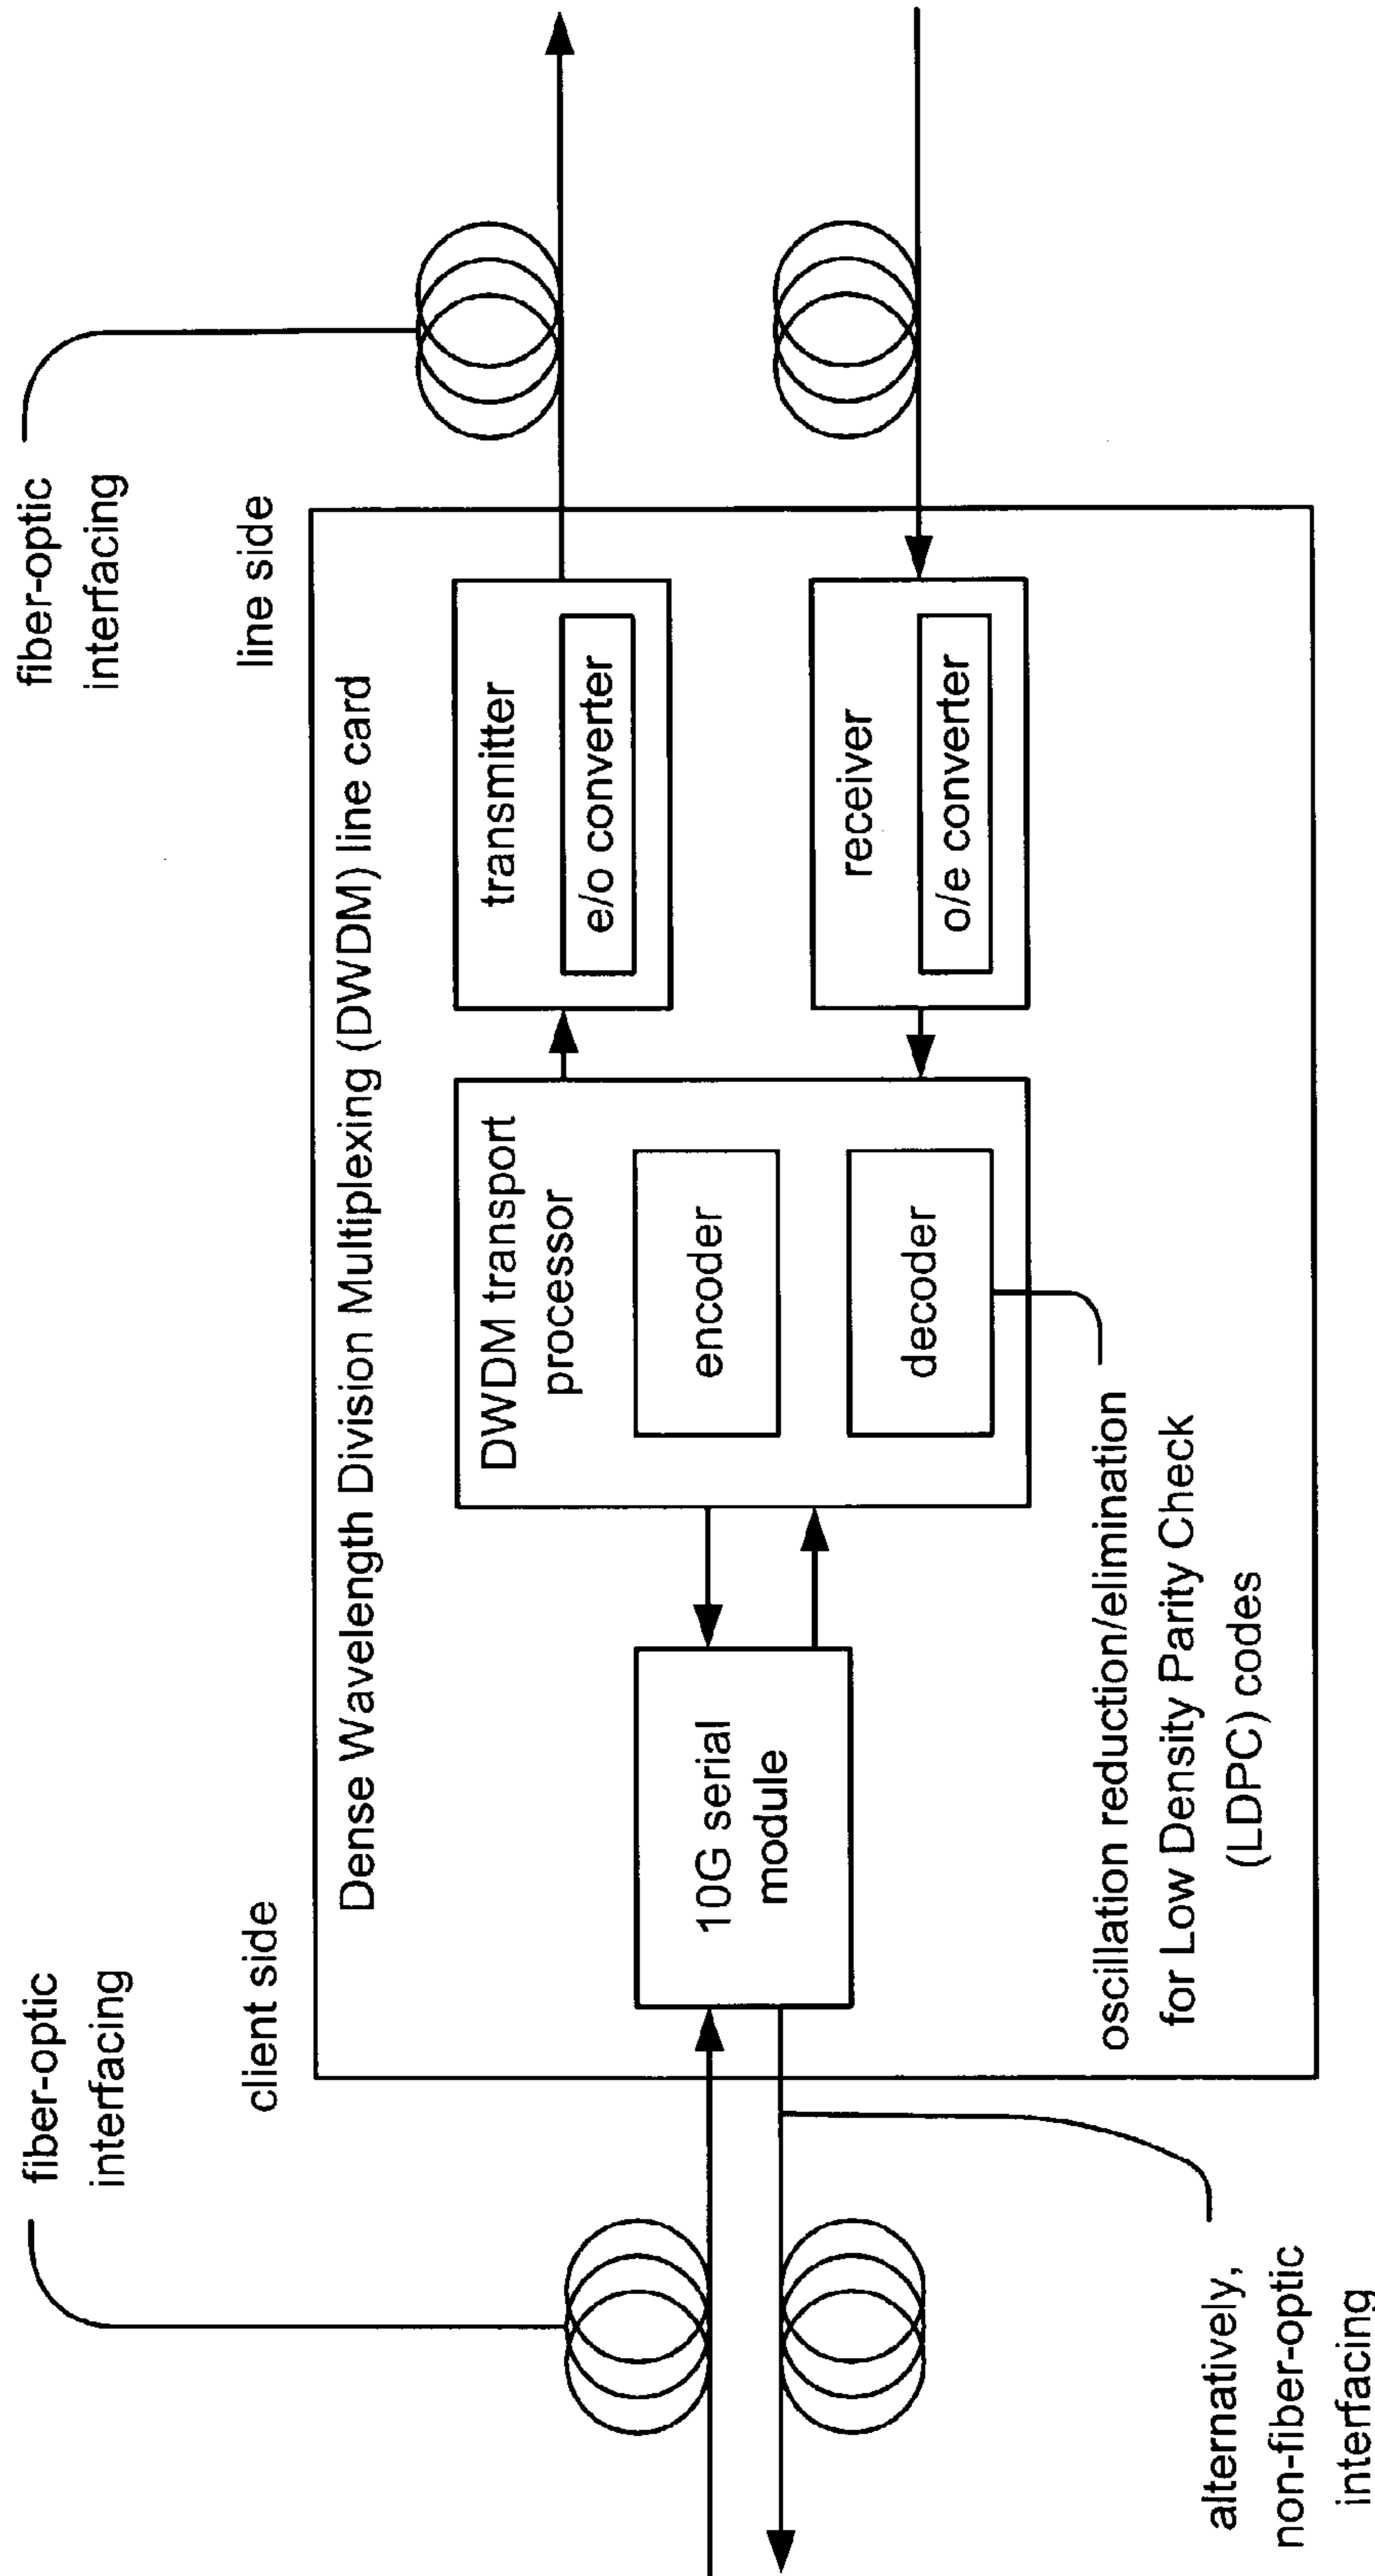 fiber-optic
interfacing
fiber-optic
interfacing
client side
line side
Dense Wavelength Division Multiplexing (DWDM) line card
10G serial
module
DWDM transport
processor
encoder
decoder
transmitter
e/o converter
receiver
o/e converter
oscillation reduction/elimination
for Low Density Parity Check
(LDPC) codes
alternatively,
non-fiber-optic
interfacing